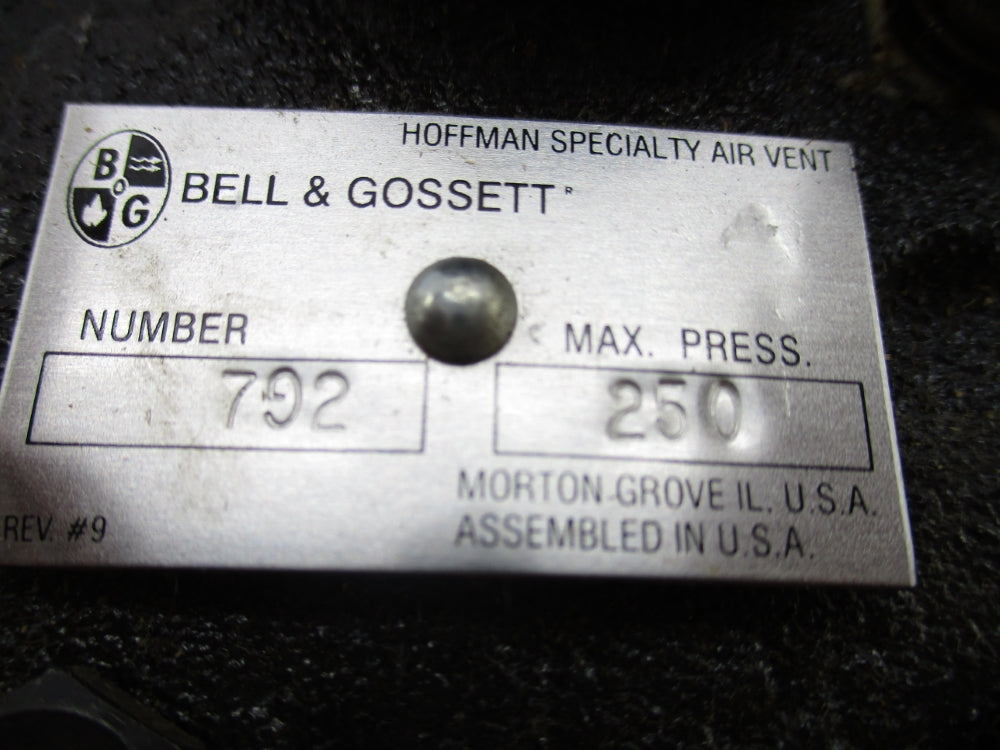 HOFFMAN SPECIALTY AIR VENT
B G
BELL & GOSSETT R
NUMBER
792
MAX. PRESS.
250
MORTON GROVE IL. U.S.A.
ASSEMBLED IN U.S.A.
REV. #9